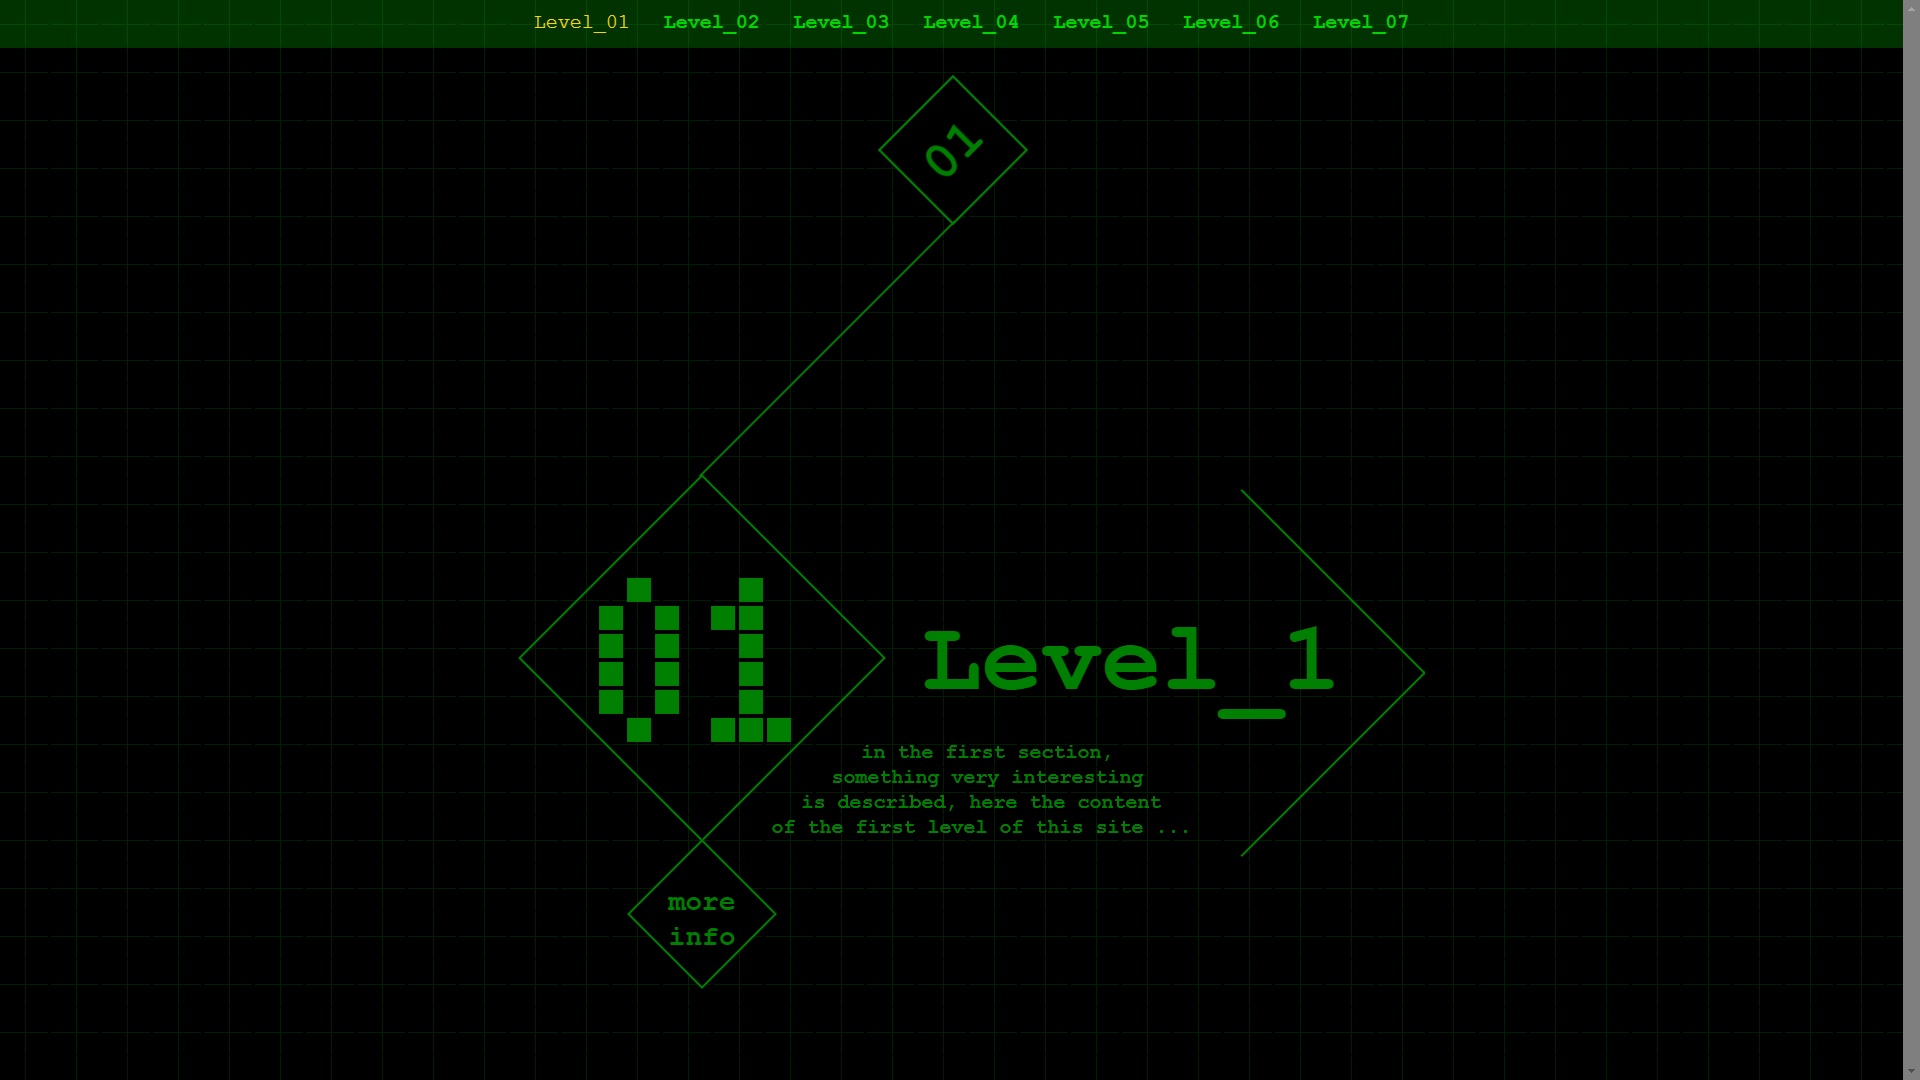 Level_01 Level_02 Level_03 Level_04 Level_05 Level_06 Level_07
01
01
Level_1
in the first section,
something very interesting
is described, here the content
of the first level of this site ...
more
info